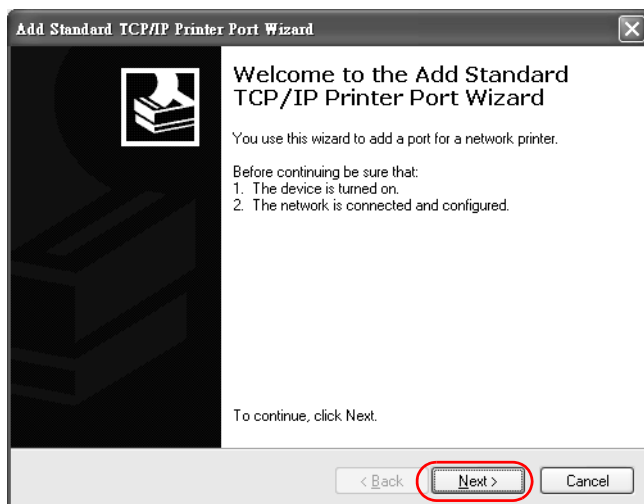 Add Standard TCP/IP Printer Port Wizard
Welcome to the Add Standard
TCP/IP Printer Port Wizard
You use this wizard to add a port for a network printer.
Before continuing be sure that:
1. The device is turned on.
2. The network is connected and configured.
To continue, click Next.
< Back
Next >
Cancel